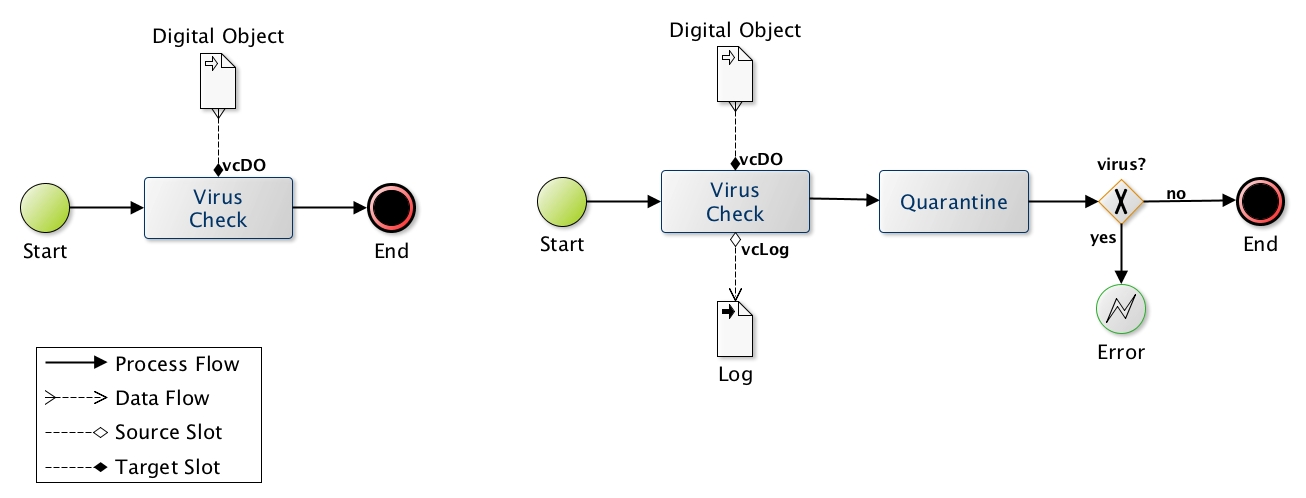 Digital Object
vcDO
Virus
Check
Start
End
Process Flow
Data Flow
Source Slot
Target Slot
Digital Object
vcDO
Virus
Check
vcLog
Log
Start
Quarantine
virus?
X
no
yes
End
Error